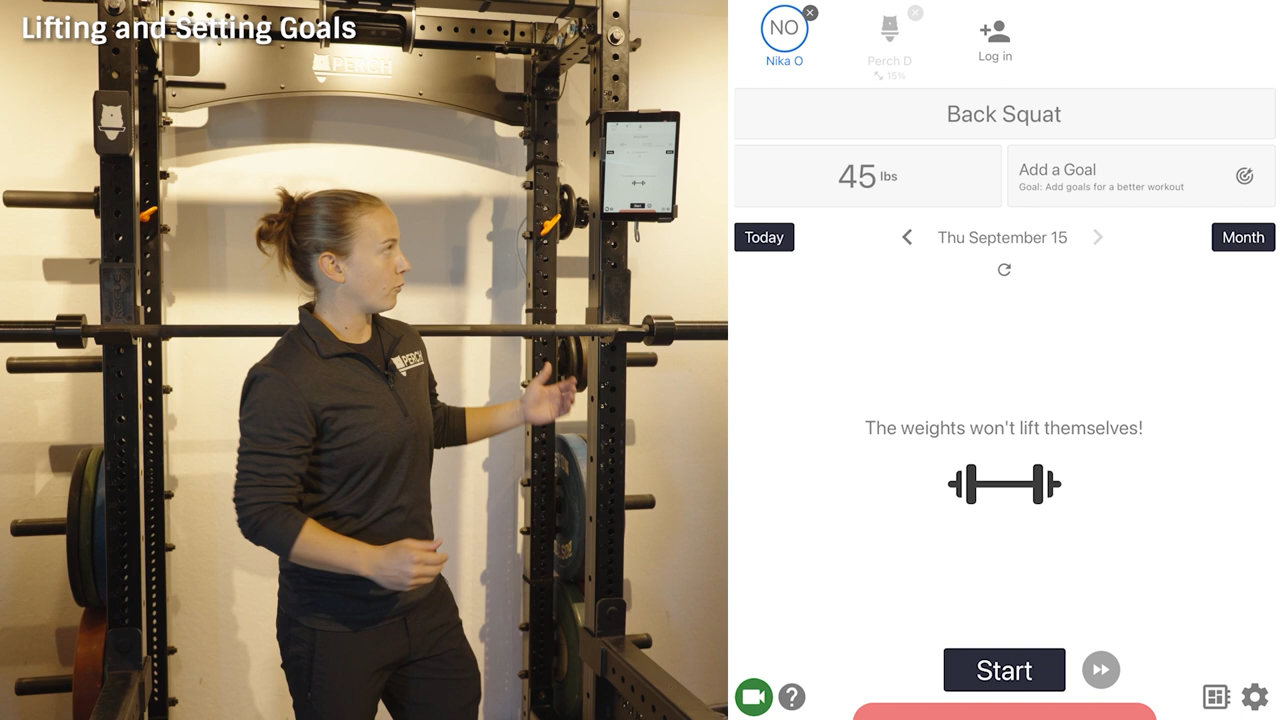 Lifting and Setting Goals
PERCH
PERCH
NO
Nika O
Perch D
15%
Log in
Back Squat
45 lbs
Add a Goal
Goal: Add goals for a better workout
Today
Thu September 15
Month
The weights won't lift themselves!
Start